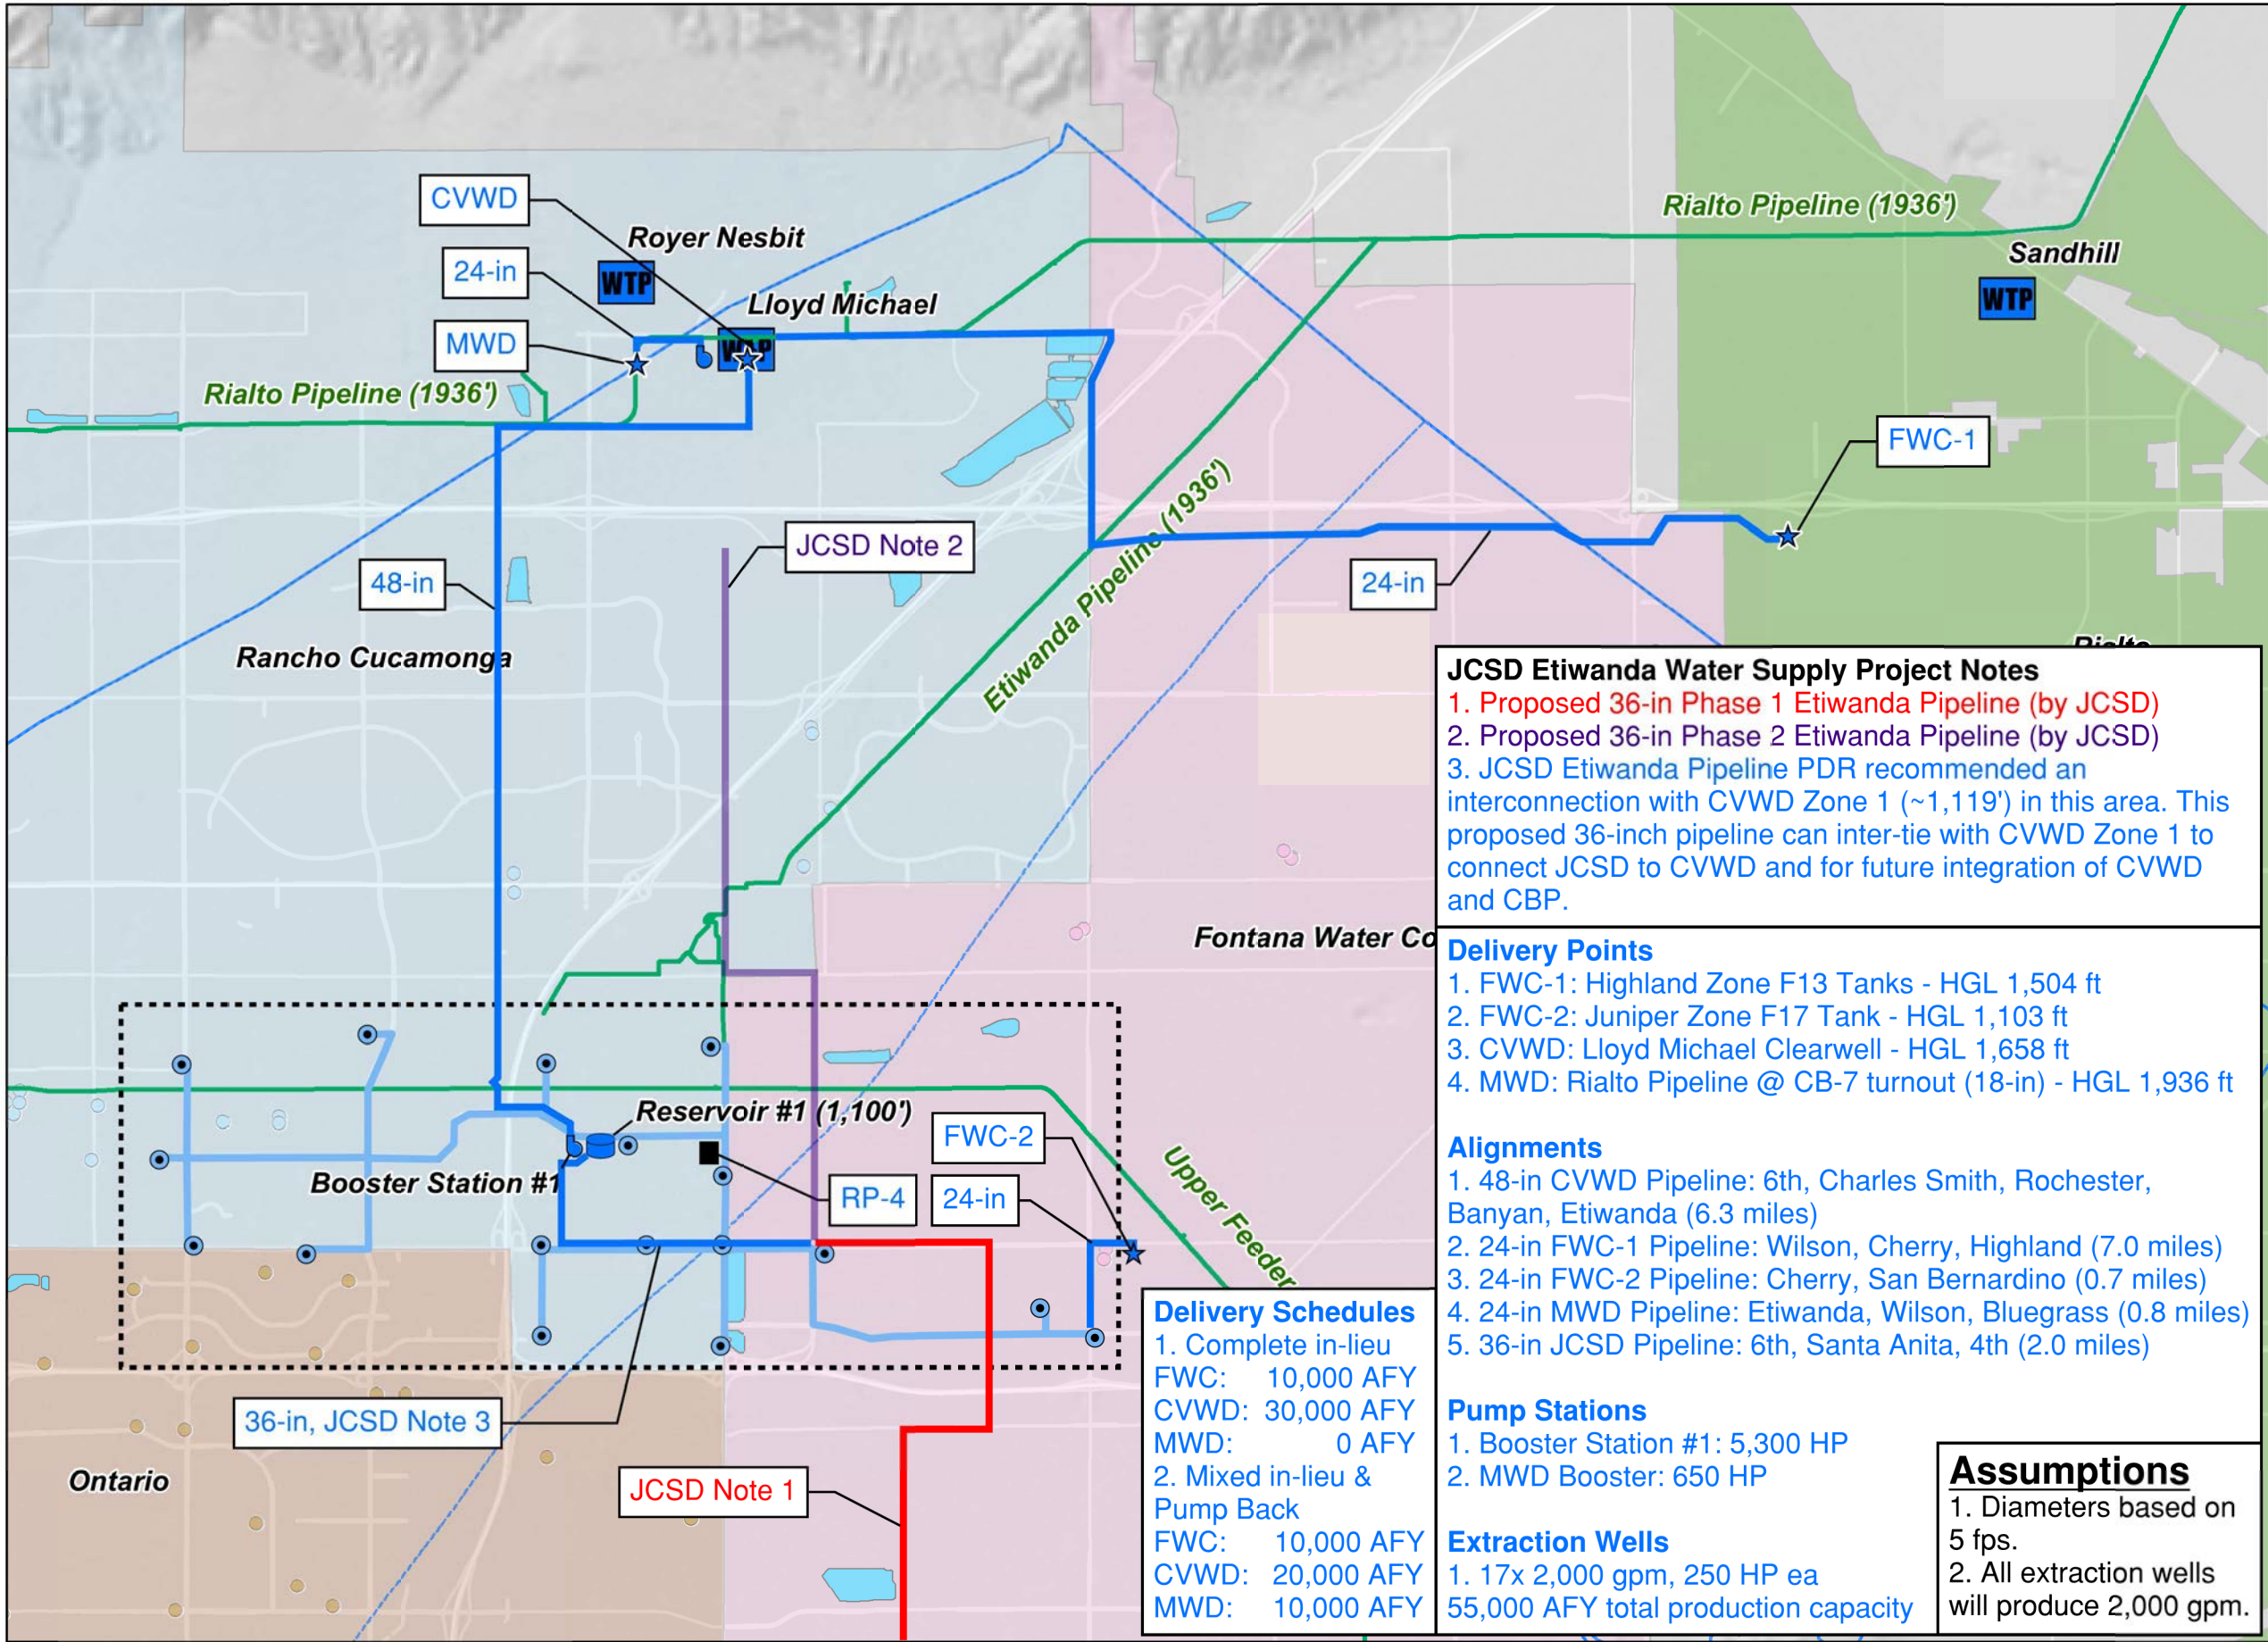 CVWD
Royer Nesbit
24-in
WTP
Lloyd Michael
MWD
Rialto Pipeline (1936')
Rialto Pipeline (1936')
Sandhill
WTP
FWC-1
JCSD Note 2
48-in
24-in
Etiwanda Pipeline (1936')
Rancho Cucamonga
Rialto
JCSD Etiwanda Water Supply Project Notes
1. Proposed 36-in Phase 1 Etiwanda Pipeline (by JCSD)
2. Proposed 36-in Phase 2 Etiwanda Pipeline (by JCSD)
3. JCSD Etiwanda Pipeline PDR recommended an
interconnection with CVWD Zone 1 (~1,119') in this area. This
proposed 36-inch pipeline can inter-tie with CVWD Zone 1 to
connect JCSD to CVWD and for future integration of CVWD
and CBP.
Fontana Water Co
Reservoir #1 (1,100')
FWC-2
Booster Station #1
RP-4
24-in
Upper Feeder
36-in, JCSD Note 3
Ontario
JCSD Note 1
Delivery Points
1. FWC-1: Highland Zone F13 Tanks - HGL 1,504 ft
2. FWC-2: Juniper Zone F17 Tank - HGL 1,103 ft
3. CVWD: Lloyd Michael Clearwell - HGL 1,658 ft
4. MWD: Rialto Pipeline @ CB-7 turnout (18-in) - HGL 1,936 ft
Alignments
1. 48-in CVWD Pipeline: 6th, Charles Smith, Rochester,
Banyan, Etiwanda (6.3 miles)
2. 24-in FWC-1 Pipeline: Wilson, Cherry, Highland (7.0 miles)
3. 24-in FWC-2 Pipeline: Cherry, San Bernardino (0.7 miles)
4. 24-in MWD Pipeline: Etiwanda, Wilson, Bluegrass (0.8 miles)
5. 36-in JCSD Pipeline: 6th, Santa Anita, 4th (2.0 miles)
Pump Stations
1. Booster Station #1: 5,300 HP
2. MWD Booster: 650 HP
Extraction Wells
1. 17x 2,000 gpm, 250 HP ea
55,000 AFY total production capacity
Delivery Schedules
1. Complete in-lieu
FWC: 10,000 AFY
CVWD: 30,000 AFY
MWD: 0 AFY
2. Mixed in-lieu &
Pump Back
FWC: 10,000 AFY
CVWD: 20,000 AFY
MWD: 10,000 AFY
Assumptions
1. Diameters based on
5 fps.
2. All extraction wells
will produce 2,000 gpm.